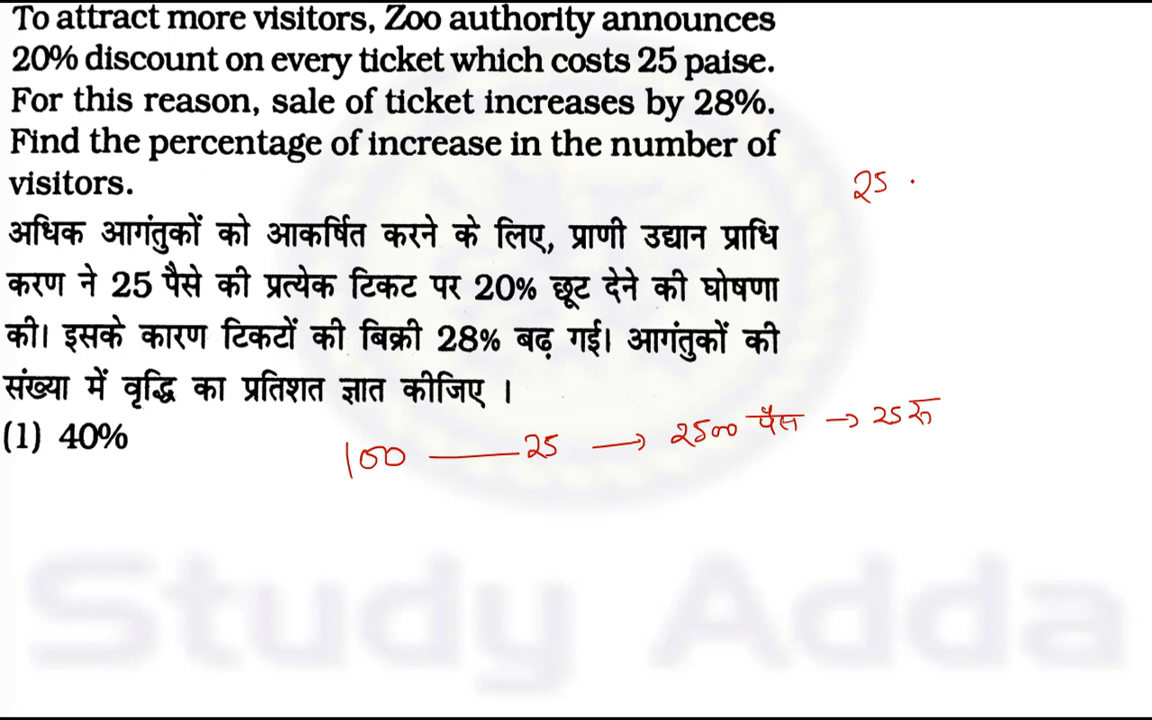 To attract more visitors, Zoo authority announces
20% discount on every ticket which costs 25 paise.
For this reason, sale of ticket increases by 28%.
Find the percentage of increase in the number of
visitors.
25 .
अधिक आगंतुकों को आकर्षित करने के लिए, प्राणी उद्यान प्राधि
करण ने 25 पैसे की प्रत्येक टिकट पर 20% छूट देने की घोषणा
की। इसके कारण टिकटों की बिक्री 28% बढ़ गई। आगंतुकों की
संख्या में वृद्धि का प्रतिशत ज्ञात कीजिए ।
(1) 40%
100 — 25 → 2500 पैस → 25 रु
Study Adda